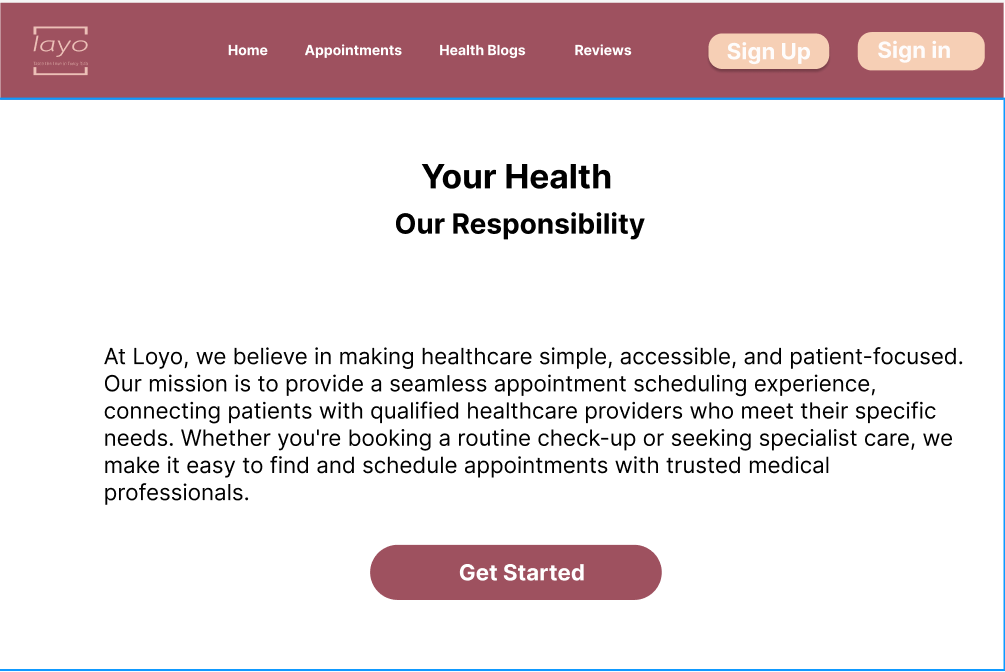 layo
Home
Appointments
Health Blogs
Reviews
Sign Up
Sign in
Your Health
Our Responsibility
At Loyo, we believe in making healthcare simple, accessible, and patient-focused.
Our mission is to provide a seamless appointment scheduling experience,
connecting patients with qualified healthcare providers who meet their specific
needs. Whether you're booking a routine check-up or seeking specialist care, we
make it easy to find and schedule appointments with trusted medical
professionals.
Get Started